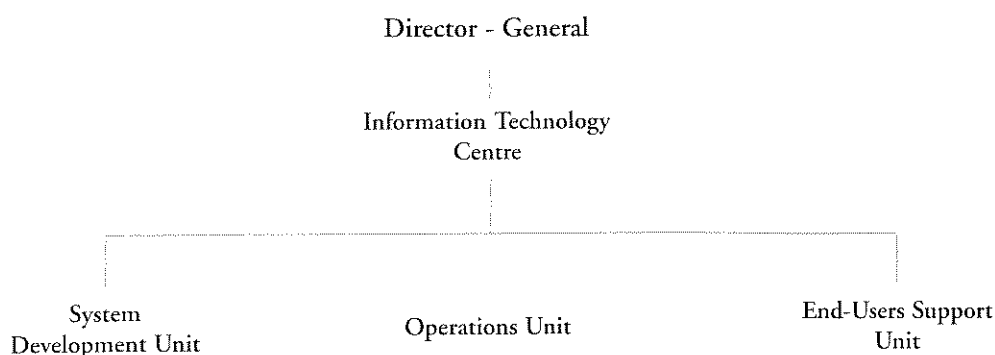 Director - General
Information Technology
Centre
System
Development Unit
Operations Unit
End-Users Support
Unit